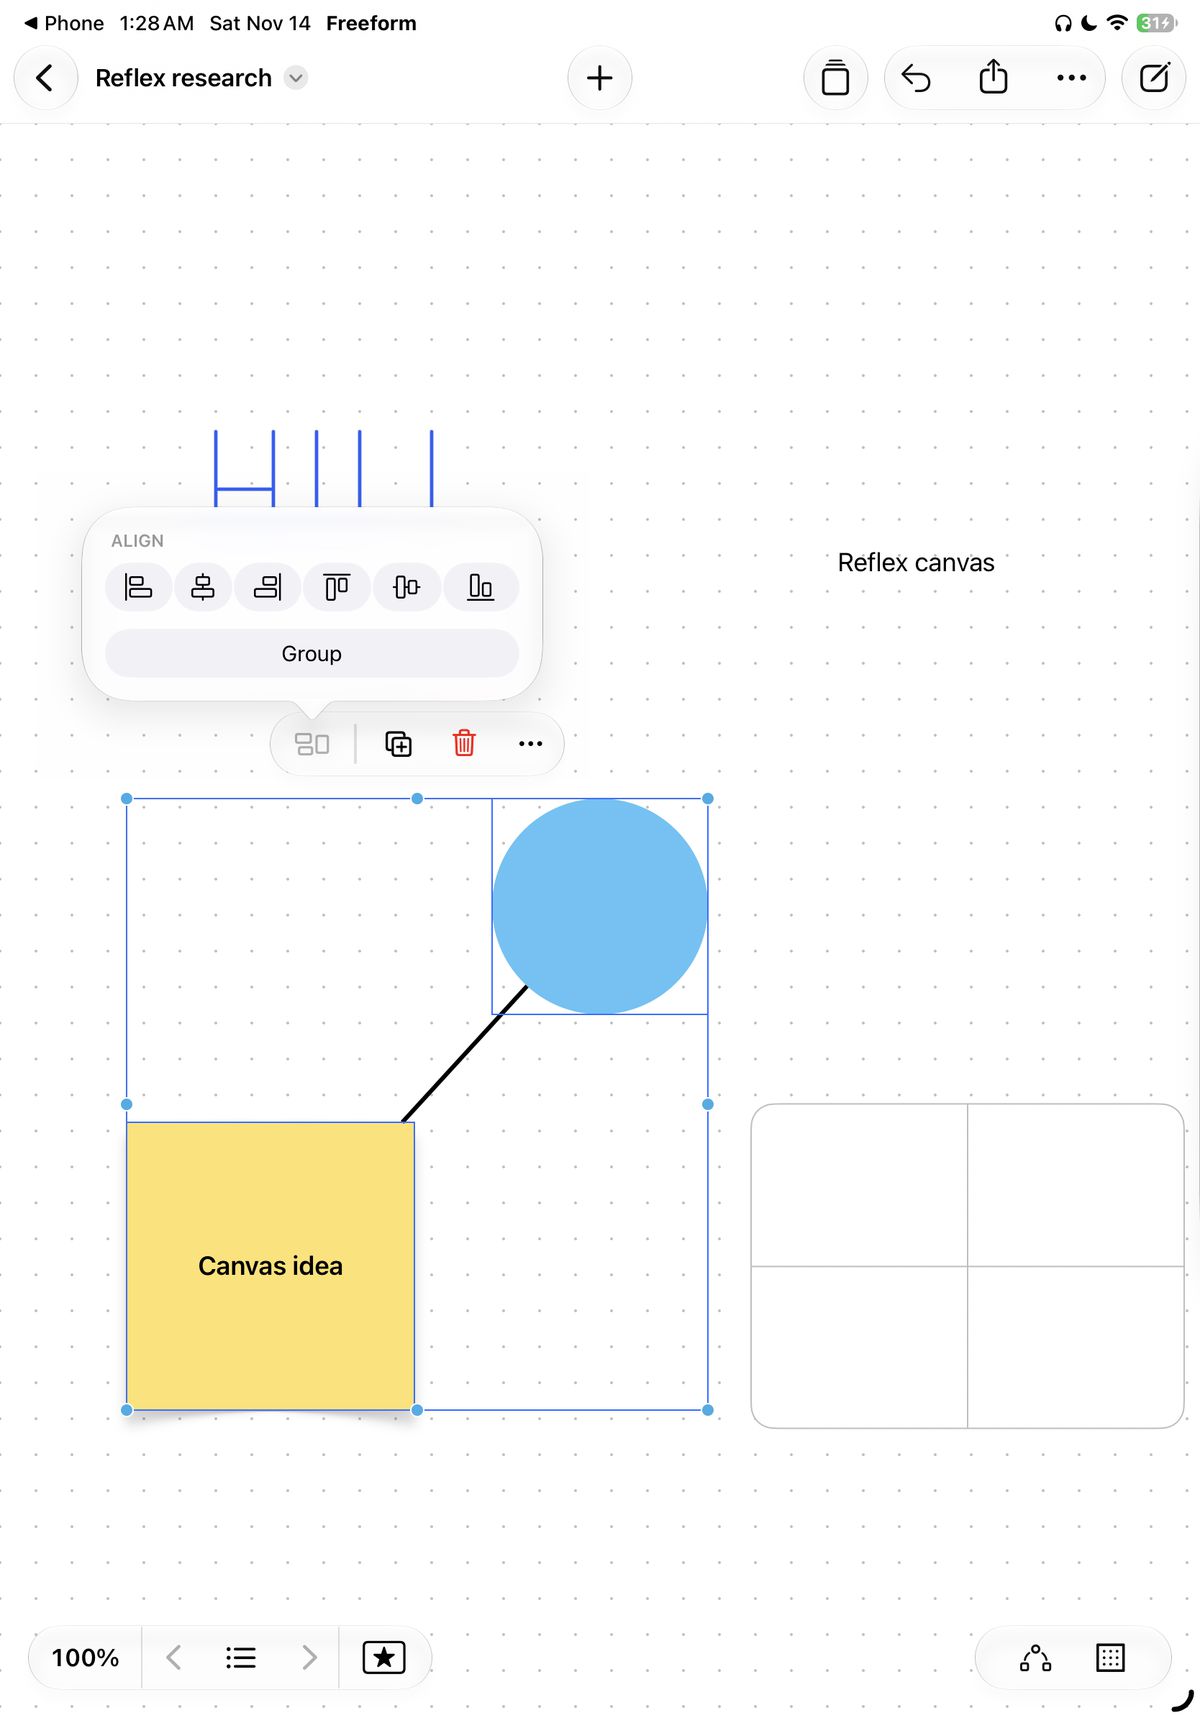 ◀ Phone 1:28 AM Sat Nov 14 Freeform
31
Reflex research
ALIGN
Group
Reflex canvas
Canvas idea
100%